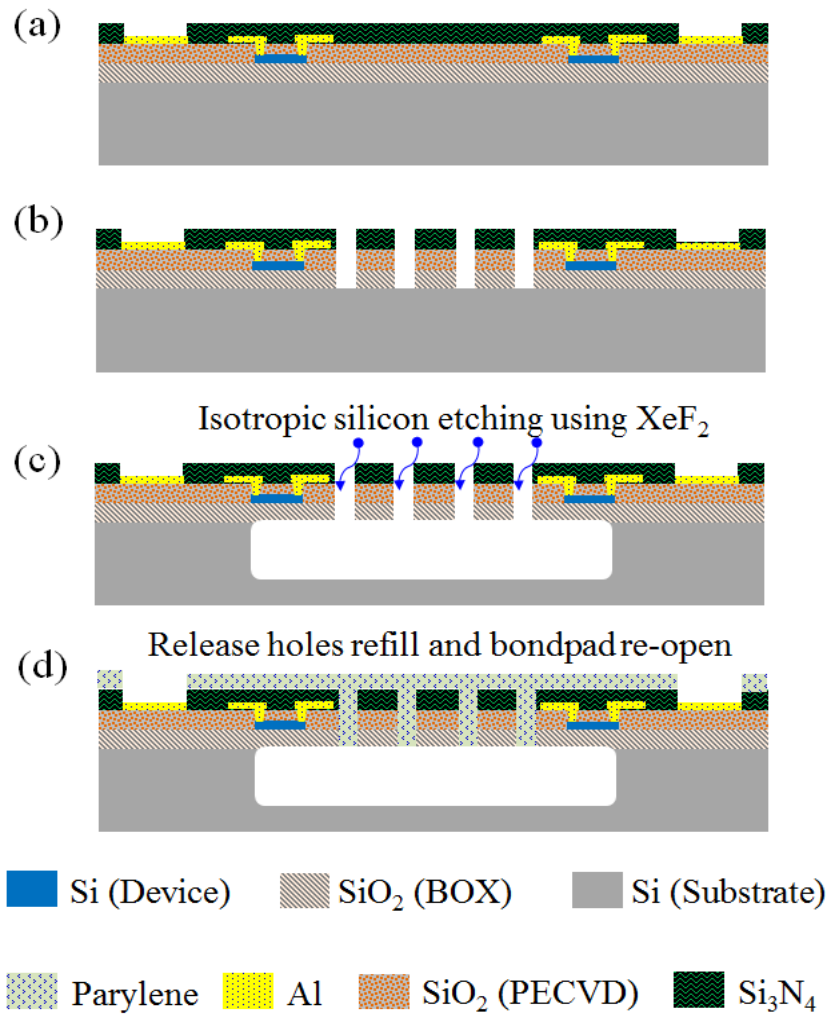 (a)
(b)
Isotropic silicon etching using XeF₂
(c)
Release holes refill and bondpad re-open
(d)
Si (Device)
SiO₂ (BOX)
Si (Substrate)
Parylene
Al
SiO₂ (PECVD)
Si₃N₄